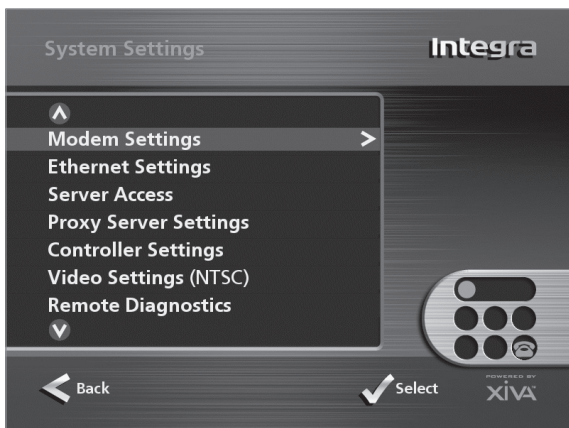 System Settings
Integra
Modem Settings >
Ethernet Settings
Server Access
Proxy Server Settings
Controller Settings
Video Settings (NTSC)
Remote Diagnostics
Back
Select
POWERED BY
XiVA